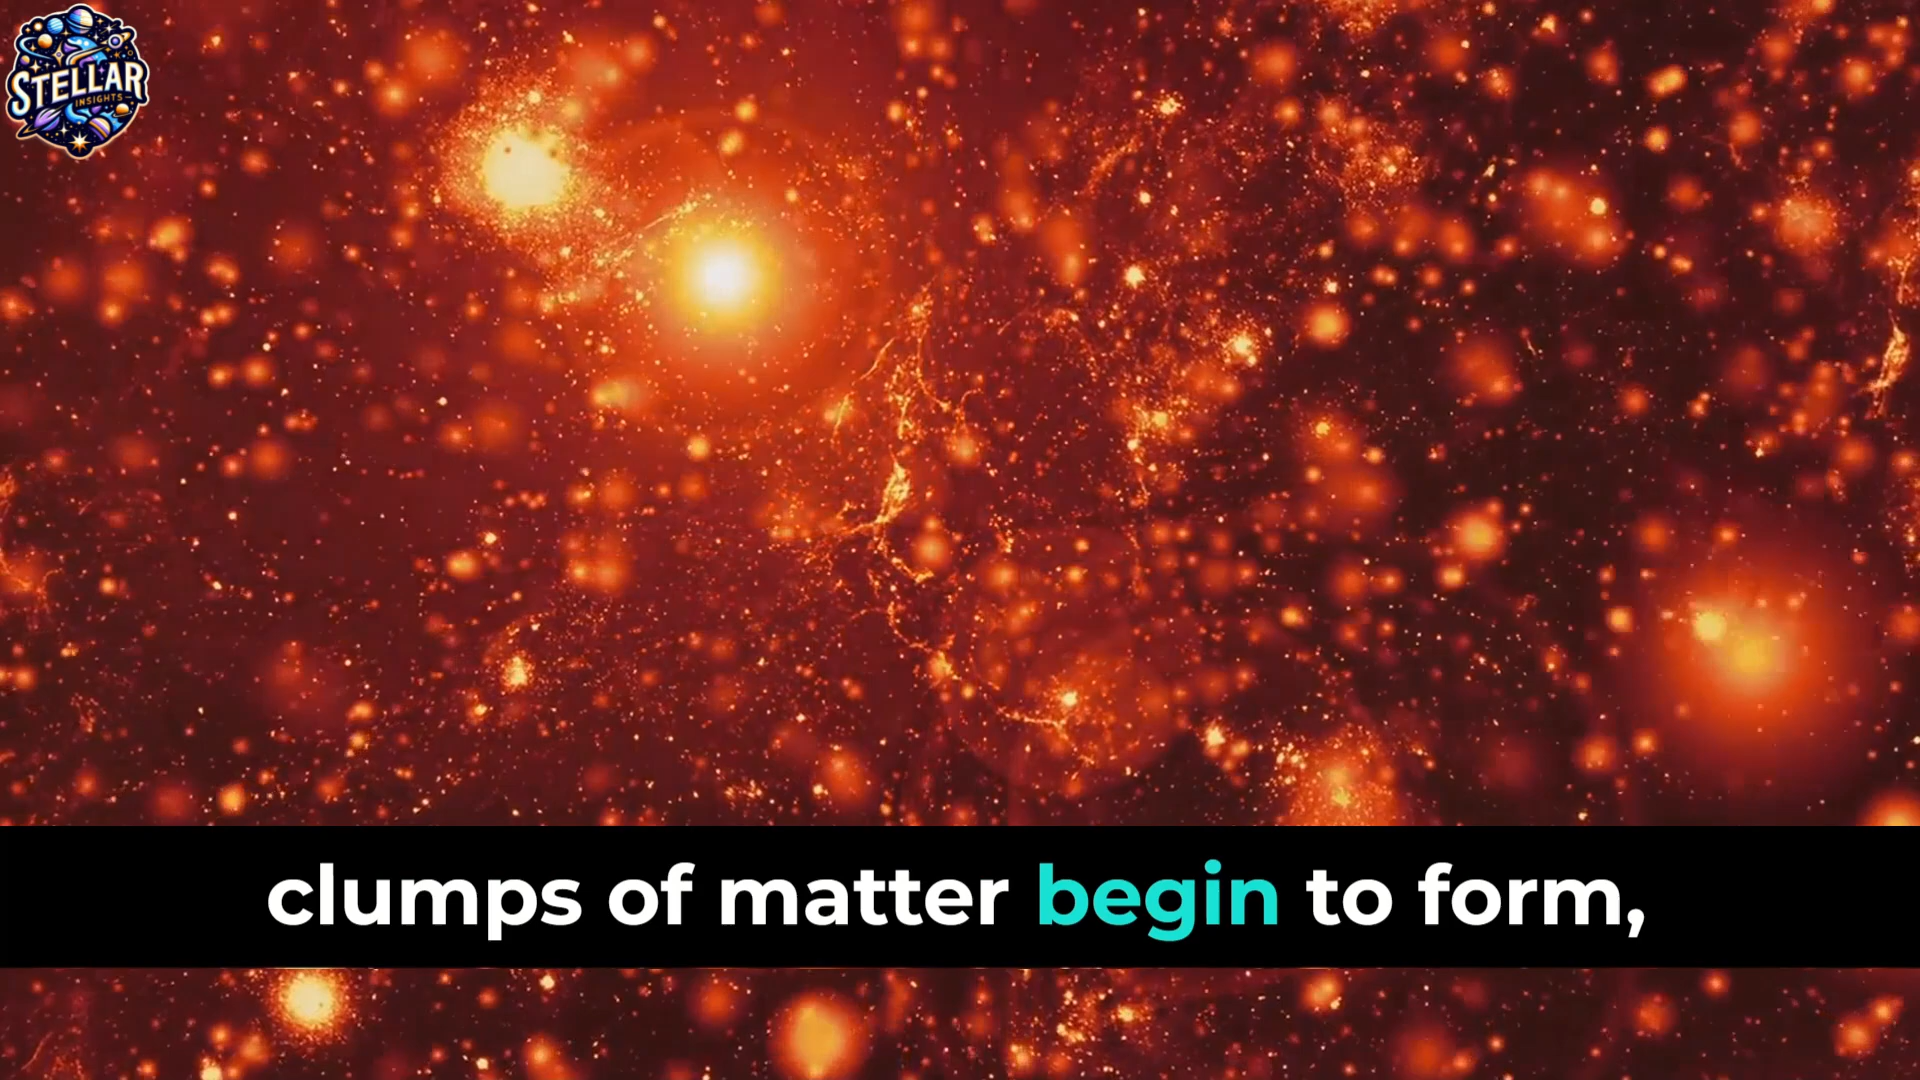 STELLAR
INSIGHTS
clumps of matter begin to form,